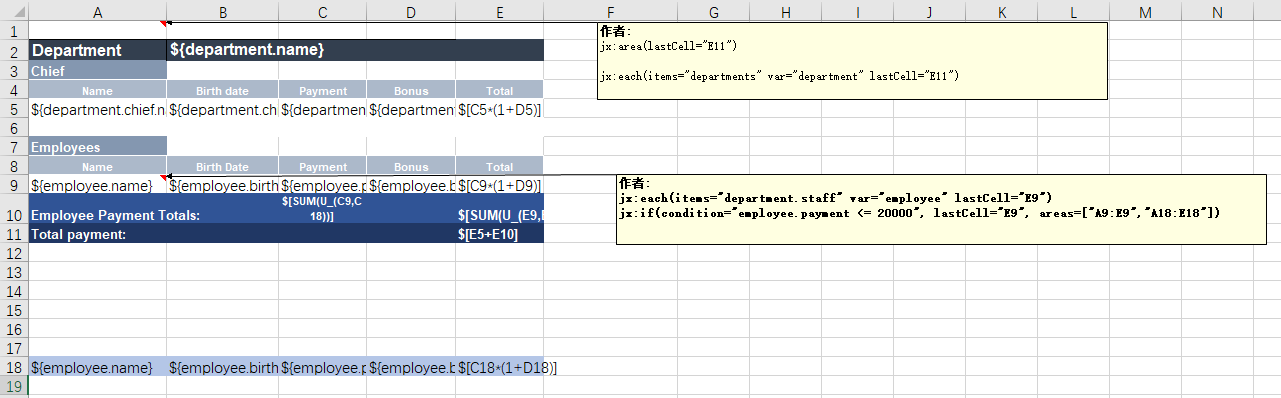 A B C D E F G H I J K L M N
1
2 Department ${department.name}
3 Chief
4 Name Birth date Payment Bonus Total
5 ${department.chief.n ${department.ch ${departmen ${departmen $[C5*(1+D5)]
6
7 Employees
8 Name Birth Date Payment Bonus Total
9 ${employee.name} ${employee.birth ${employee.p ${employee.b $[C9*(1+D9)]
10 Employee Payment Totals: $[SUM(U_(C9,C
18))] $[SUM(U_(E9,
11 Total payment: $[E5+E10]
12
13
14
15
16
17
18 ${employee.name} ${employee.birth ${employee.p ${employee.b $[C18*(1+D18)]
19
作者:
jx:area(lastCell="E11")
jx:each(items="departments" var="department" lastCell="E11")
作者:
jx:each(items="department.staff" var="employee" lastCell="E9")
jx:if(condition="employee.payment <= 20000", lastCell="E9", areas=["A9:E9","A18:E18"])